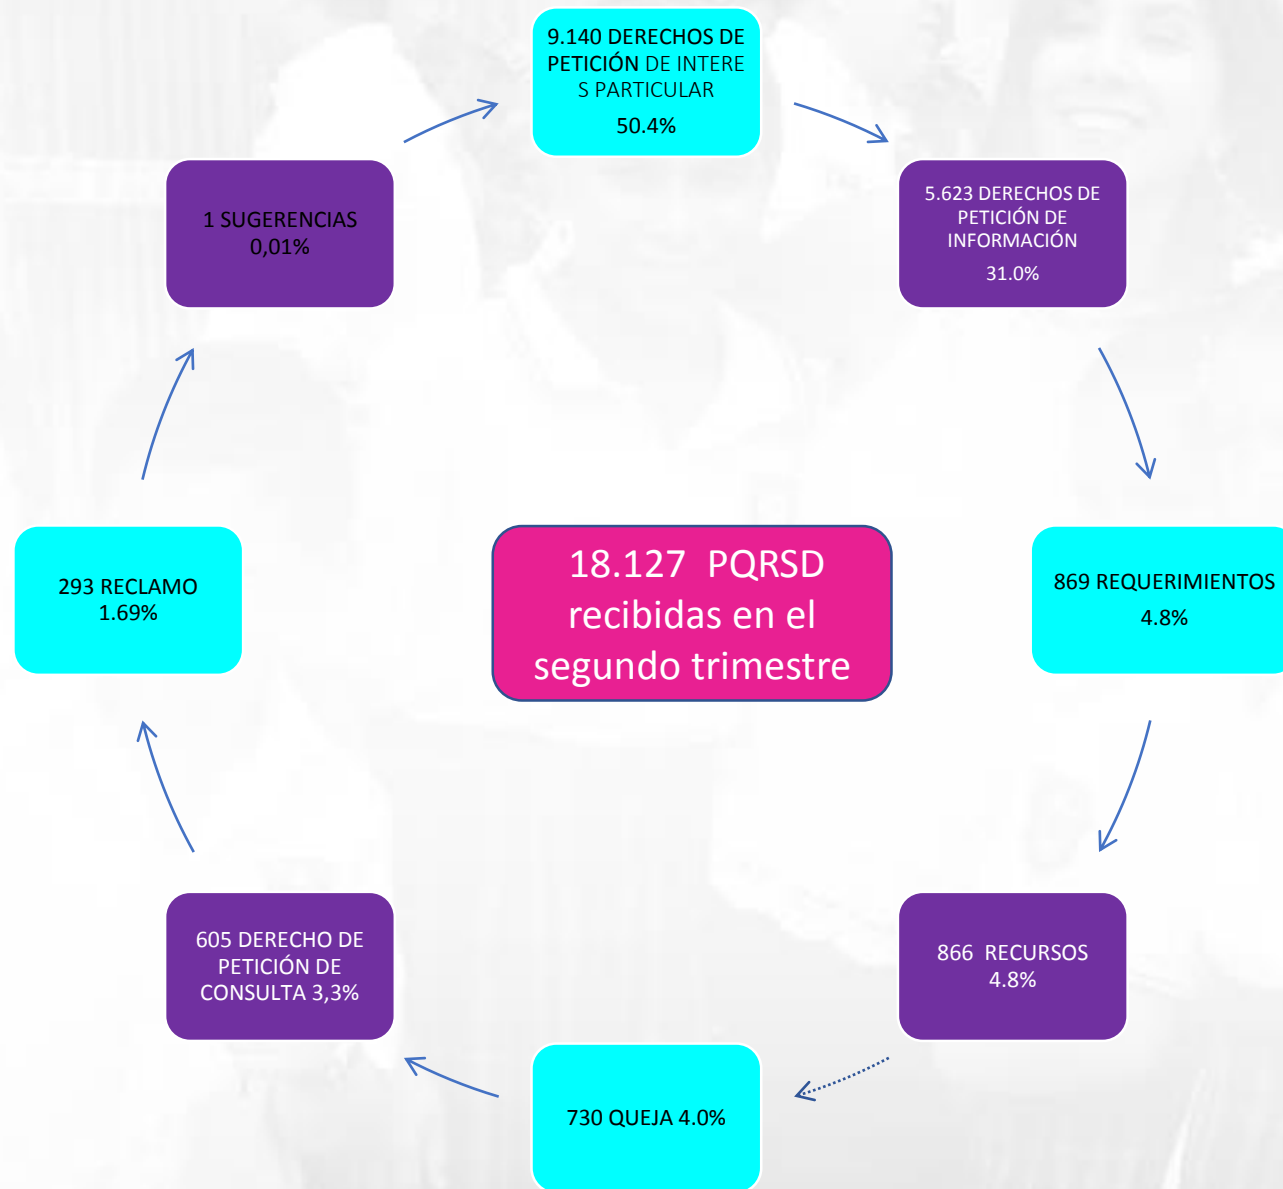 9.140 DERECHOS DE
PETICIÓN DE INTERE
S PARTICULAR
50.4%
5.623 DERECHOS DE
PETICIÓN DE
INFORMACIÓN
31.0%
869 REQUERIMIENTOS
4.8%
866 RECURSOS
4.8%
730 QUEJA 4.0%
605 DERECHO DE
PETICIÓN DE
CONSULTA 3,3%
293 RECLAMO
1.69%
1 SUGERENCIAS
0,01%
18.127 PQRSD
recibidas en el
segundo trimestre